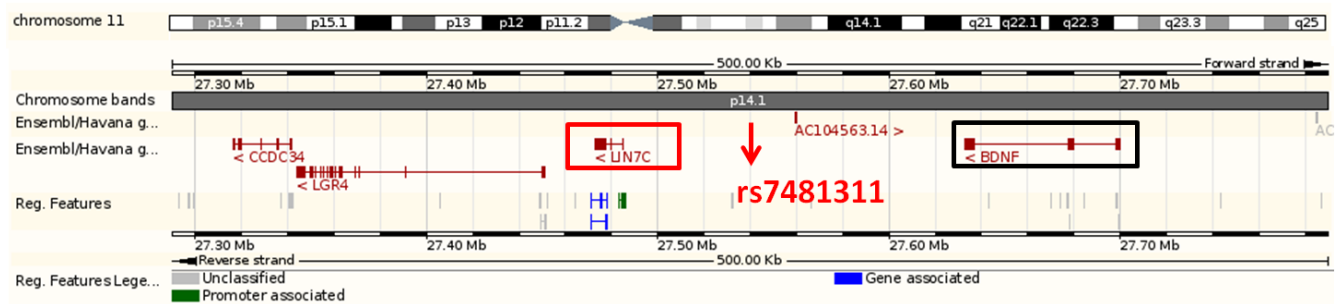 chromosome 11 p15.4 p15.1 p13 p12 p11.2 q14.1 q21 q22.1 q22.3 q23.3 q25
500.00 Kb Forward strand
27.30 Mb 27.40 Mb 27.50 Mb 27.60 Mb 27.70 Mb
Chromosome bands p14.1
Ensembl/Havana g... AC104563.14 > AC
Ensembl/Havana g... < CCDC34 < LIN7C < BDNF
< LGR4
rs7481311
Reg. Features
27.30 Mb 27.40 Mb 27.50 Mb 27.60 Mb 27.70 Mb
Reverse strand 500.00 Kb
Reg. Features Lege... Unclassified Gene associated
Promoter associated